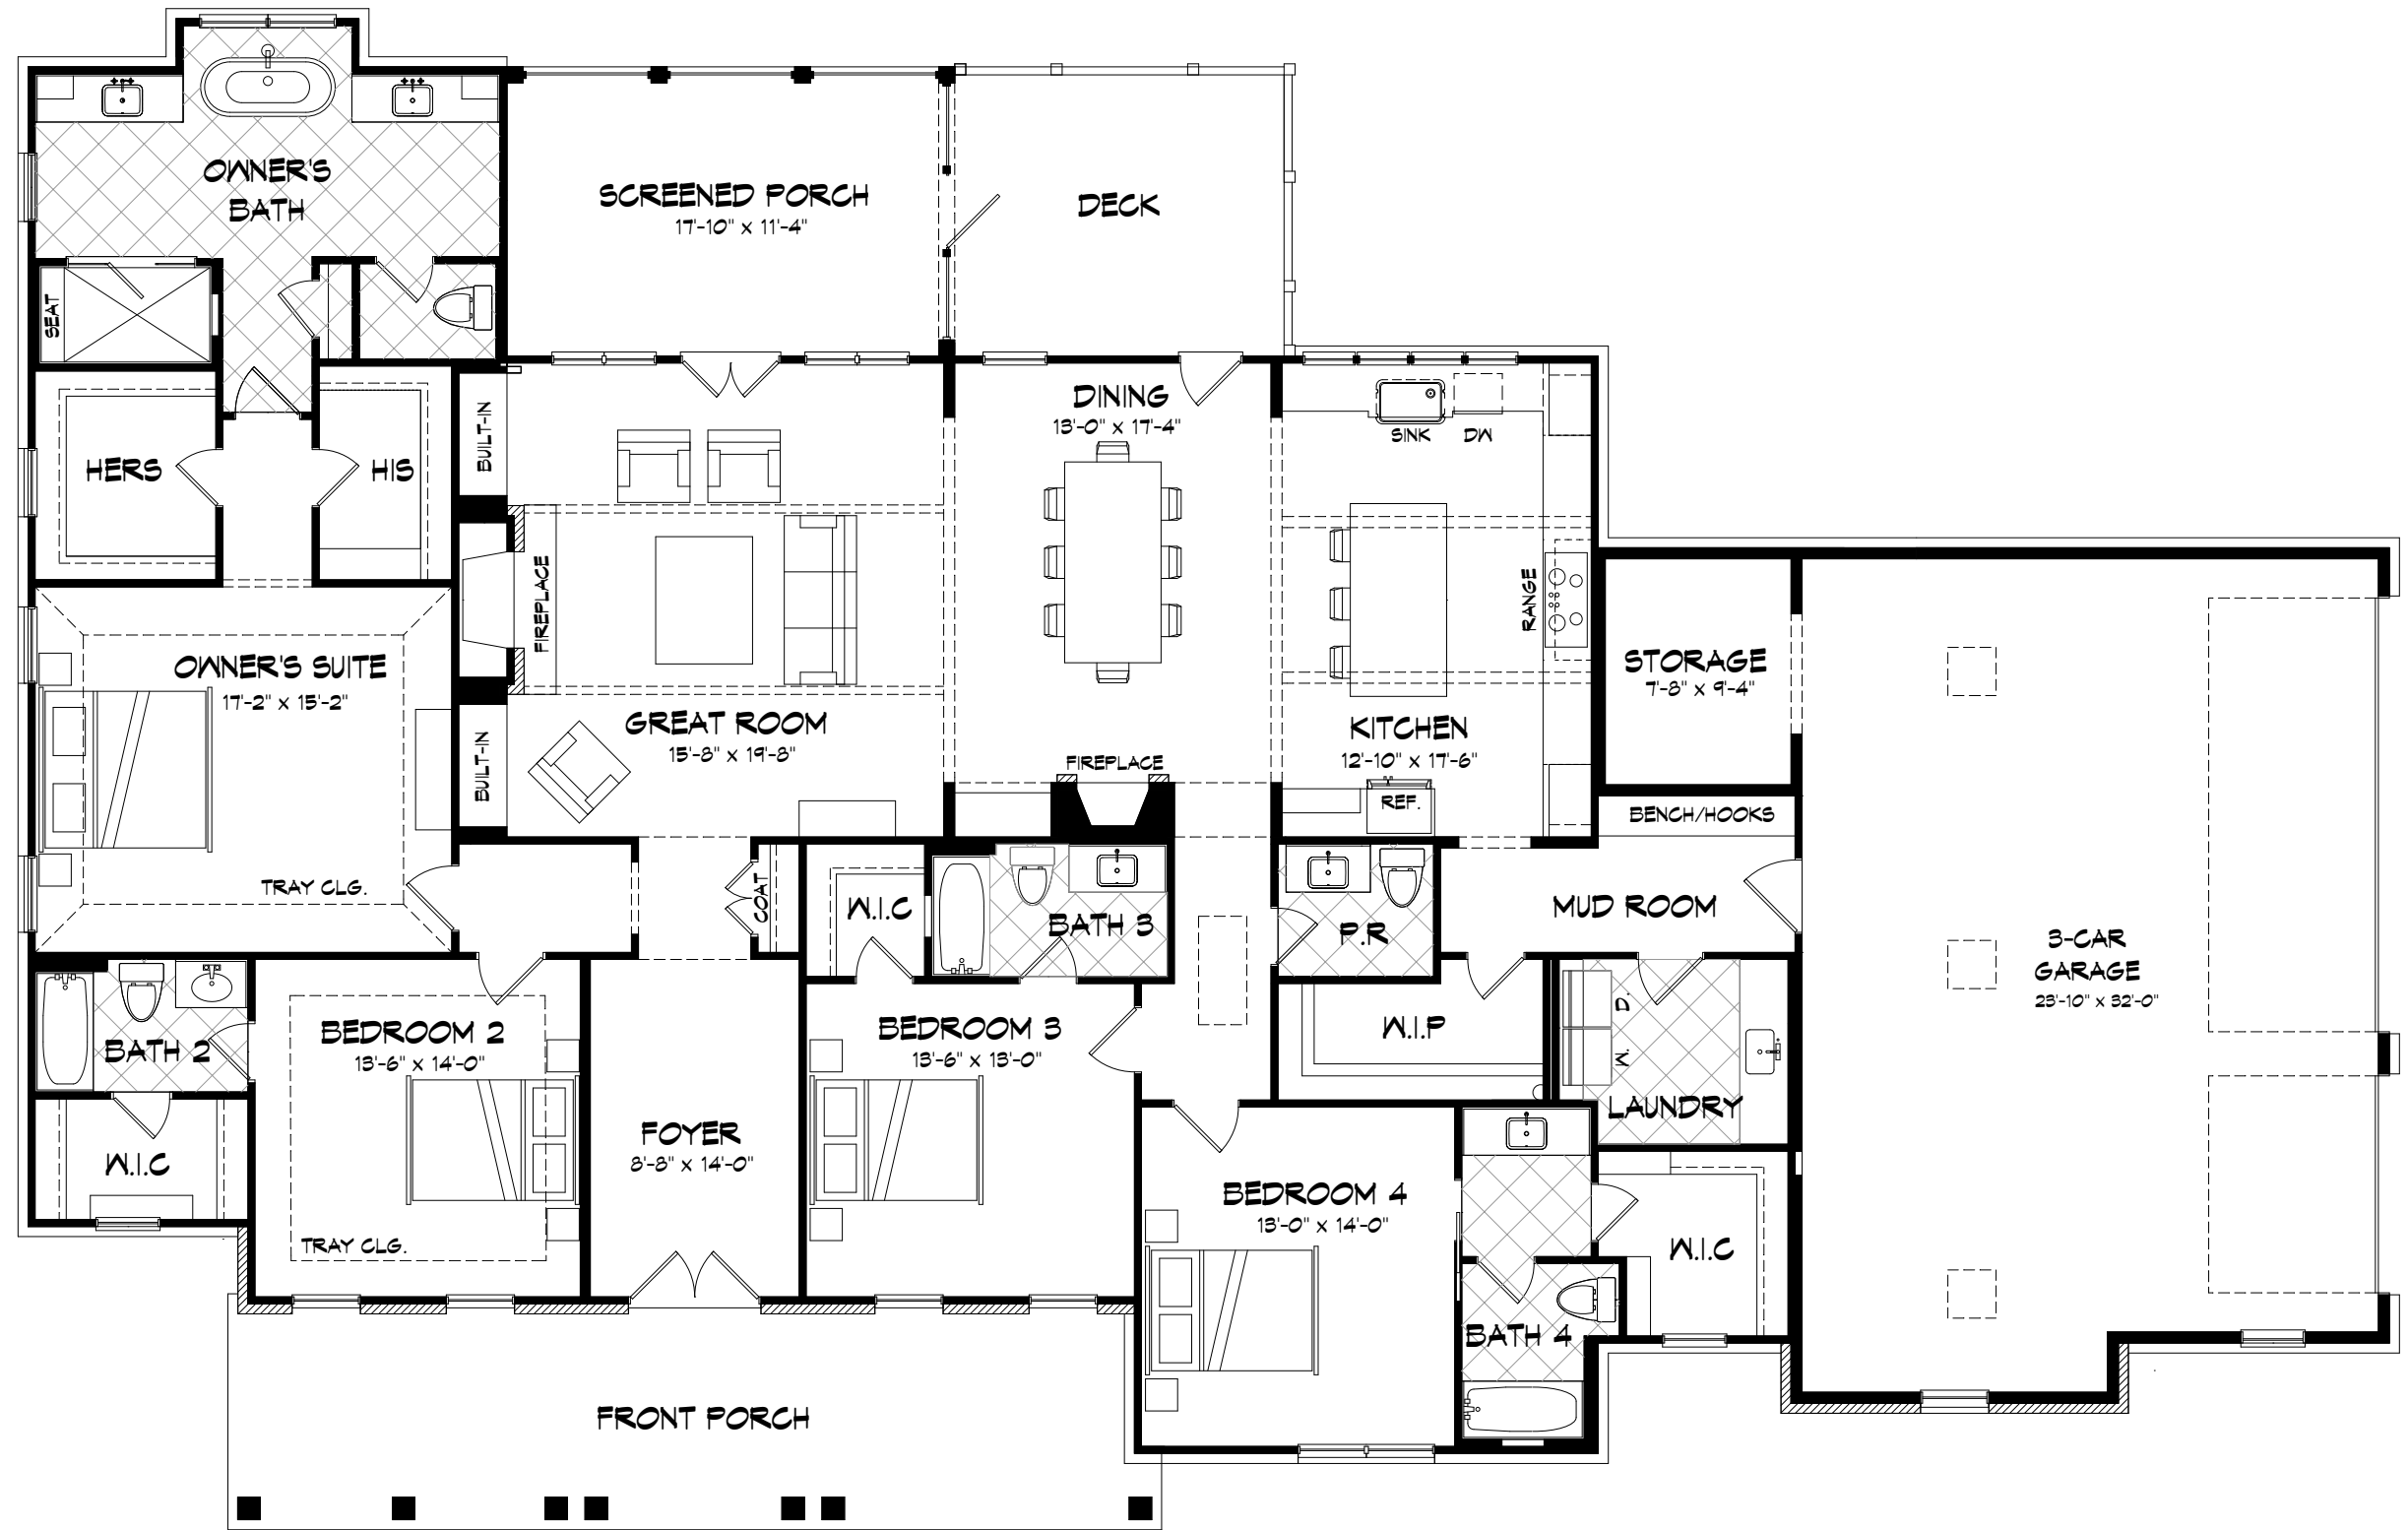 OWNER'S
BATH
SCREENED PORCH
17'-10" x 11'-4"
DECK
SEAT
HERS
HIS
BUILT-IN
DINING
13'-0" x 17'-4"
SINK
DW
FIREPLACE
RANGE
OWNER'S SUITE
17'-2" x 15'-2"
STORAGE
7'-8" x 9'-4"
GREAT ROOM
15'-8" x 19'-8"
KITCHEN
12'-10" x 17'-6"
BUILT-IN
FIREPLACE
REF.
BENCH/HOOKS
TRAY CLG.
COAT
W.I.C
BATH 3
P.R
MUD ROOM
3-CAR
GARAGE
23'-10" x 32'-0"
BATH 2
BEDROOM 2
13'-6" x 14'-0"
BEDROOM 3
13'-6" x 13'-0"
W.I.P
D.
W.
LAUNDRY
W.I.C
FOYER
8'-8" x 14'-0"
BEDROOM 4
13'-0" x 14'-0"
TRAY CLG.
W.I.C
BATH 4
FRONT PORCH